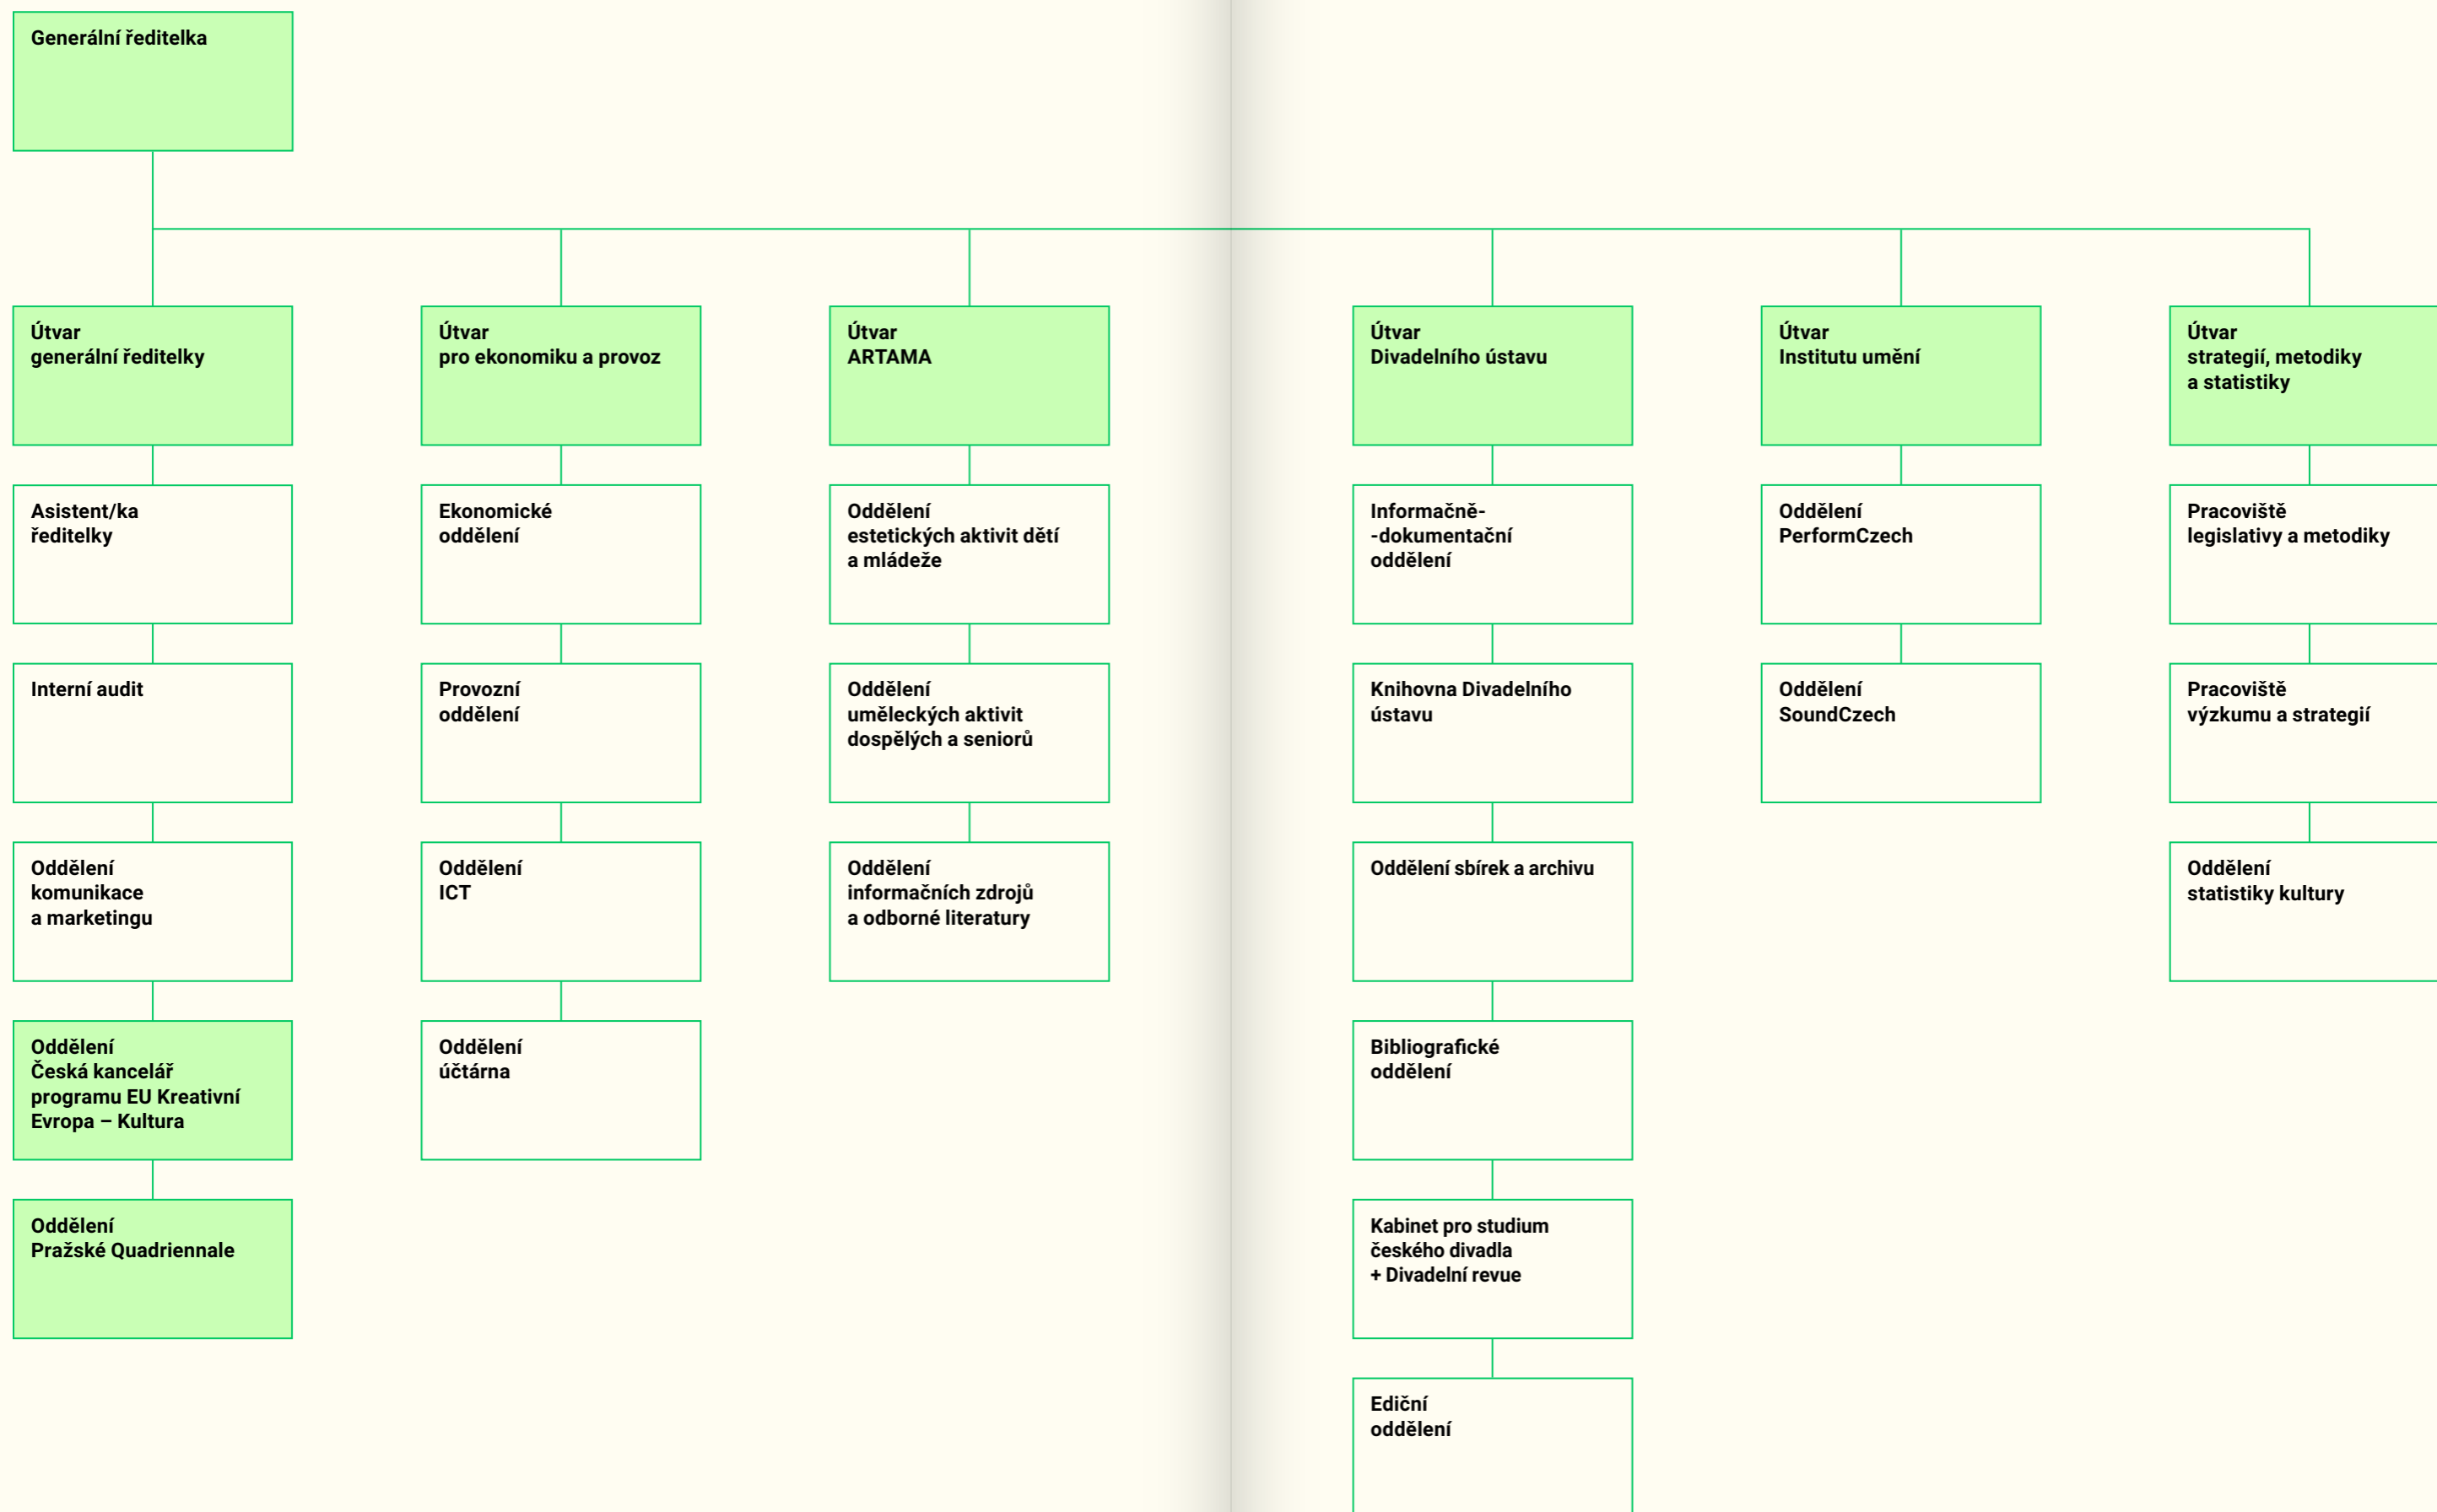 Generální ředitelka
Útvar
generální ředitelky
Asistent/ka
ředitelky
Interní audit
Oddělení
komunikace
a marketingu
Oddělení
Česká kancelář
programu EU Kreativní
Evropa – Kultura
Oddělení
Pražské Quadriennale
Útvar
pro ekonomiku a provoz
Ekonomické
oddělení
Provozní
oddělení
Oddělení
ICT
Oddělení
účtárna
Útvar
ARTAMA
Oddělení
estetických aktivit dětí
a mládeže
Oddělení
uměleckých aktivit
dospělých a seniorů
Oddělení
informačních zdrojů
a odborné literatury
Útvar
Divadelního ústavu
Informačně-
-dokumentační
oddělení
Knihovna Divadelního
ústavu
Oddělení sbírek a archivu
Bibliografické
oddělení
Kabinet pro studium
českého divadla
+ Divadelní revue
Ediční
oddělení
Útvar
Institutu umění
Oddělení
PerformCzech
Oddělení
SoundCzech
Útvar
strategií, metodiky
a statistiky
Pracoviště
legislativy a metodiky
Pracoviště
výzkumu a strategií
Oddělení
statistiky kultury